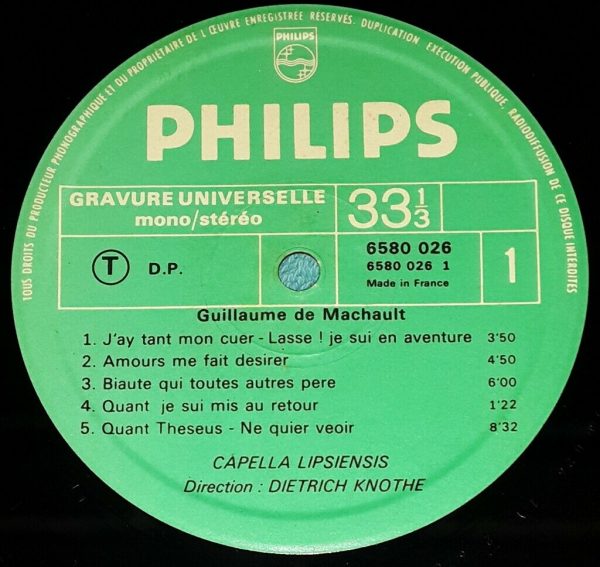 TOUS DROITS DU PRODUCTEUR PHONOGRAPHIQUE ET DU PROPRIÉTAIRE DE L'ŒUVRE ENREGISTRÉE RÉSERVÉS. DUPLICATION, EXECUTION PUBLIQUE, RADIODIFFUSION DE CE DISQUE INTERDITES
PHILIPS
PHILIPS
GRAVURE UNIVERSELLE
mono/stéréo
33 1/3
T
D.P.
6580 026
6580 026 1
Made in France
1
Guillaume de Machault
1. J'ay tant mon cuer - Lasse ! je sui en aventure 3'50
2. Amours me fait desirer 4'50
3. Biaute qui toutes autres pere 6'00
4. Quant je sui mis au retour 1'22
5. Quant Theseus - Ne quier veoir 8'32
CAPELLA LIPSIENSIS
Direction : DIETRICH KNOTHE